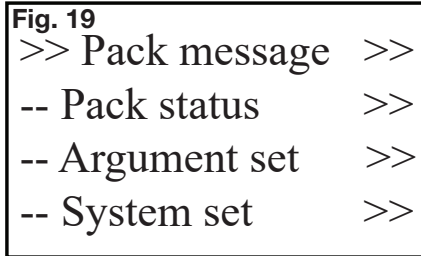 Fig. 19
>> Pack message >>
-- Pack status >>
-- Argument set >>
-- System set >>